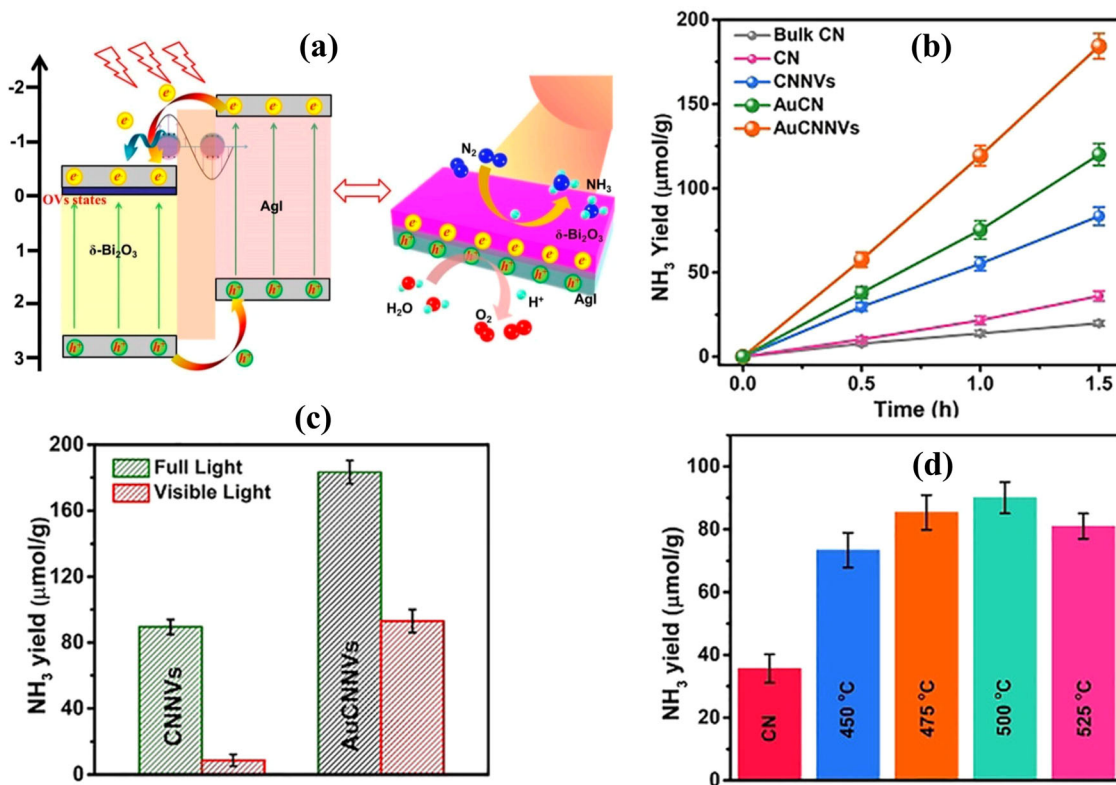 (a)
-2
-1
0
1
2
3
e
e e e
e e e
OVs states
δ-Bi₂O₃
AgI
h⁺ h⁺ h⁺
h⁺ h⁺ h⁺
h⁺
N₂
NH₃
δ-Bi₂O₃
e e e e e e
h⁺ h⁺ h⁺ h⁺ h⁺ h⁺
AgI
H₂O
O₂
H⁺
(b)
Bulk CN
CN
CNNVs
AuCN
AuCNNVs
NH₃ Yield (μmol/g)
200
150
100
50
0
0.0 0.5 1.0 1.5
Time (h)
(c)
Full Light
Visible Light
NH₃ yield (μmol/g)
200
160
120
80
40
0
CNNVs
AuCNNVs
(d)
NH₃ yield (μmol/g)
100
80
60
40
20
0
CN
450 °C
475 °C
500 °C
525 °C